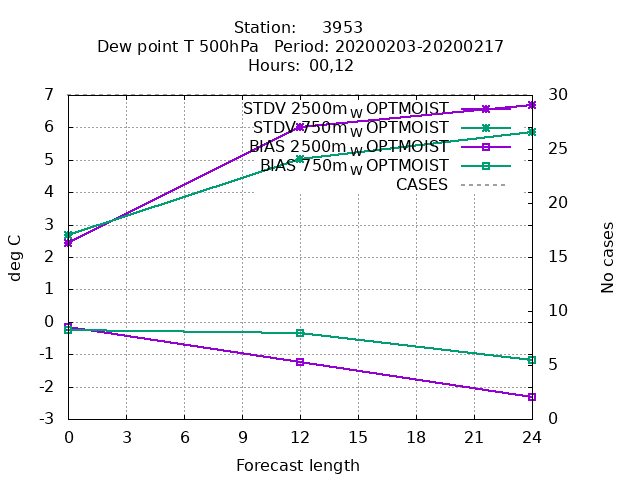 Station: 3953
Dew point T 500hPa Period: 20200203-20200217
Hours: 00,12
STDV 2500m_W OPTMOIST
STDV 750m_W OPTMOIST
BIAS 2500m_W OPTMOIST
BIAS 750m_W OPTMOIST
CASES
7
6
5
4
3
2
1
0
-1
-2
-3
deg C
30
25
20
15
10
5
0
No cases
0 3 6 9 12 15 18 21 24
Forecast length